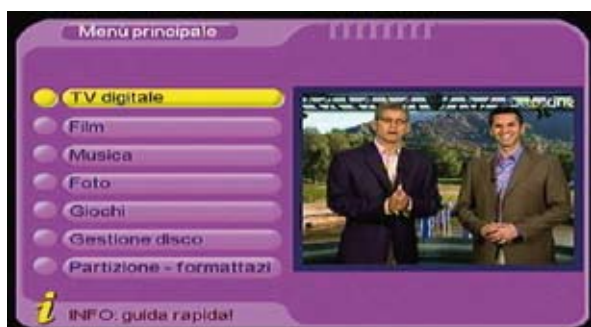 Menù principale
TV digitale
Film
Musica
Foto
Giochi
Gestione disco
Partizione - formattazi
i INFO: guida rapida!